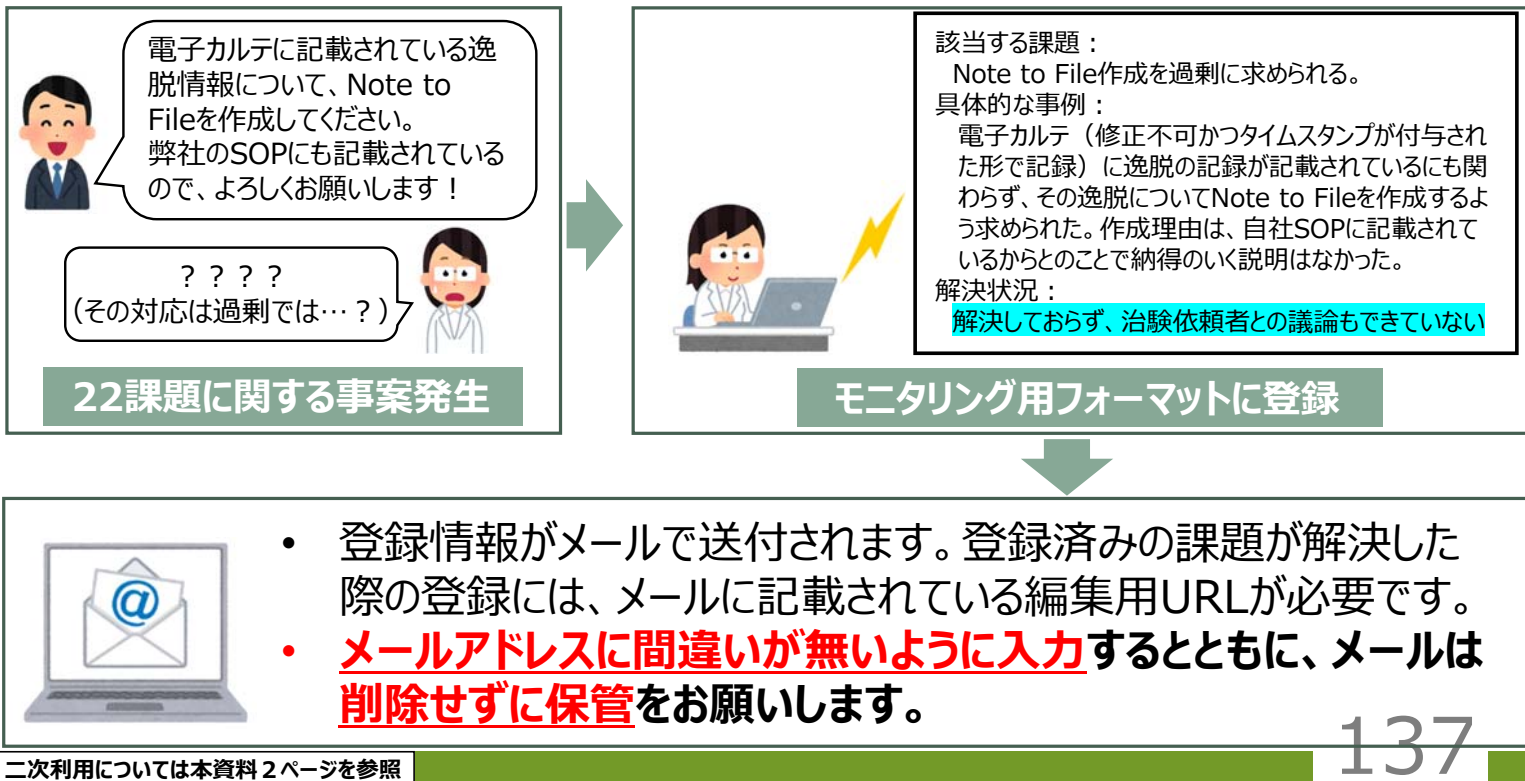 電子カルテに記載されている逸
脱情報について、Note to
Fileを作成してください。
弊社のSOPにも記載されている
ので、よろしくお願いします！
？？？？
（その対応は過剰では…？）
22課題に関する事案発生
該当する課題：
Note to File作成を過剰に求められる。
具体的な事例：
電子カルテ（修正不可かつタイムスタンプが付与され
た形で記録）に逸脱の記録が記載されているにも関
わらず、その逸脱についてNote to Fileを作成するよ
う求められた。作成理由は、自社SOPに記載されて
いるからとのことで納得のいく説明はなかった。
解決状況：
解決しておらず、治験依頼者との議論もできていない
モニタリング用フォーマットに登録
@
• 登録情報がメールで送付されます。登録済みの課題が解決した
際の登録には、メールに記載されている編集用URLが必要です。
• メールアドレスに間違いが無いように入力するとともに、メールは
削除せずに保管をお願いします。
137
二次利用については本資料２ページを参照